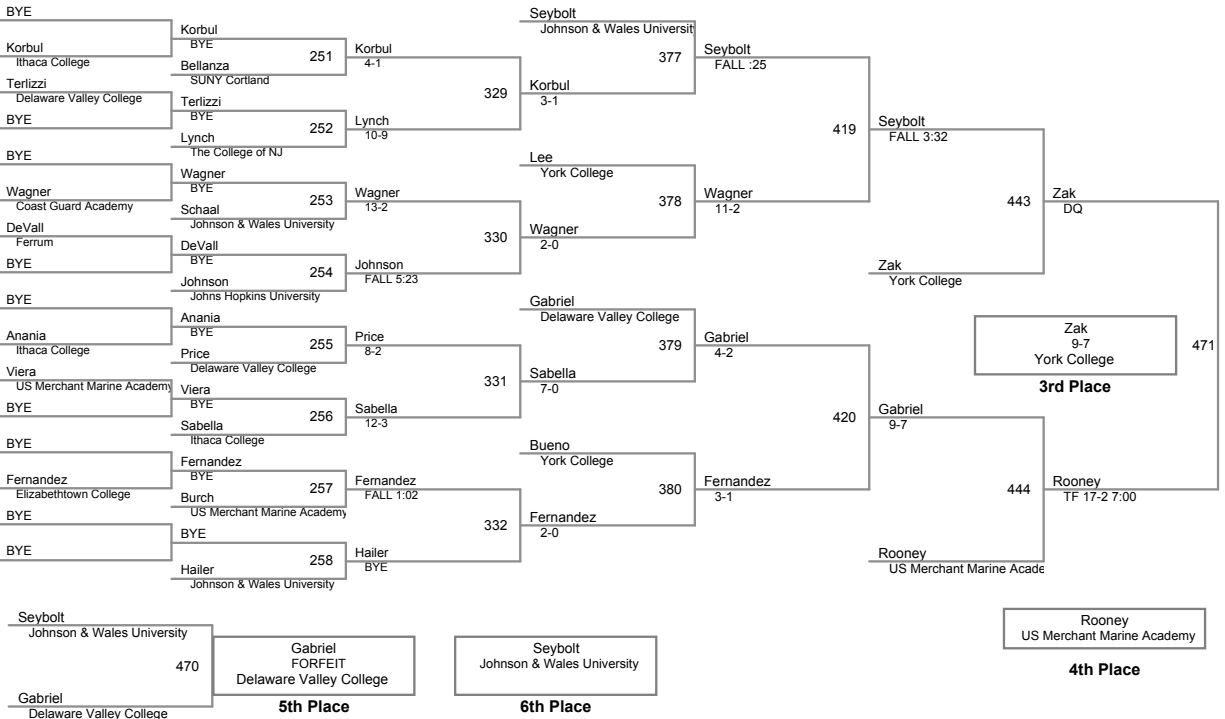 BYE
Korbul
Ithaca College
Terlizzi
Delaware Valley College
BYE
BYE
Wagner
Coast Guard Academy
DeVall
Ferrum
BYE
BYE
Anania
Ithaca College
Viera
US Merchant Marine Academy
BYE
BYE
Fernandez
Elizabethtown College
BYE
BYE
Korbul
BYE
251
Bellanza
SUNY Cortland
Terlizzi
BYE
252
Lynch
The College of NJ
Wagner
BYE
253
Schaal
Johnson & Wales University
DeVall
BYE
254
Johnson
Johns Hopkins University
Anania
BYE
255
Price
Delaware Valley College
Viera
BYE
256
Sabella
Ithaca College
Fernandez
BYE
257
Burch
US Merchant Marine Academy
BYE
258
Hailer
Johnson & Wales University
Korbul
4-1
329
Lynch
10-9
Wagner
13-2
330
Johnson
FALL 5:23
Price
8-2
331
Sabella
12-3
Fernandez
FALL 1:02
332
Hailer
BYE
Seybolt
Johnson & Wales Universit
377
Korbul
3-1
Lee
York College
378
Wagner
2-0
Gabriel
Delaware Valley College
379
Sabella
7-0
Bueno
York College
380
Fernandez
2-0
Seybolt
FALL :25
419
Wagner
11-2
Gabriel
4-2
420
Fernandez
3-1
Seybolt
FALL 3:32
443
Zak
York College
Gabriel
9-7
444
Rooney
US Merchant Marine Acade
Zak
DQ
471
Rooney
TF 17-2 7:00
Zak
9-7
York College
3rd Place
Rooney
US Merchant Marine Academy
4th Place
Seybolt
Johnson & Wales University
470
Gabriel
Delaware Valley College
Gabriel
FORFEIT
Delaware Valley College
5th Place
Seybolt
Johnson & Wales University
6th Place